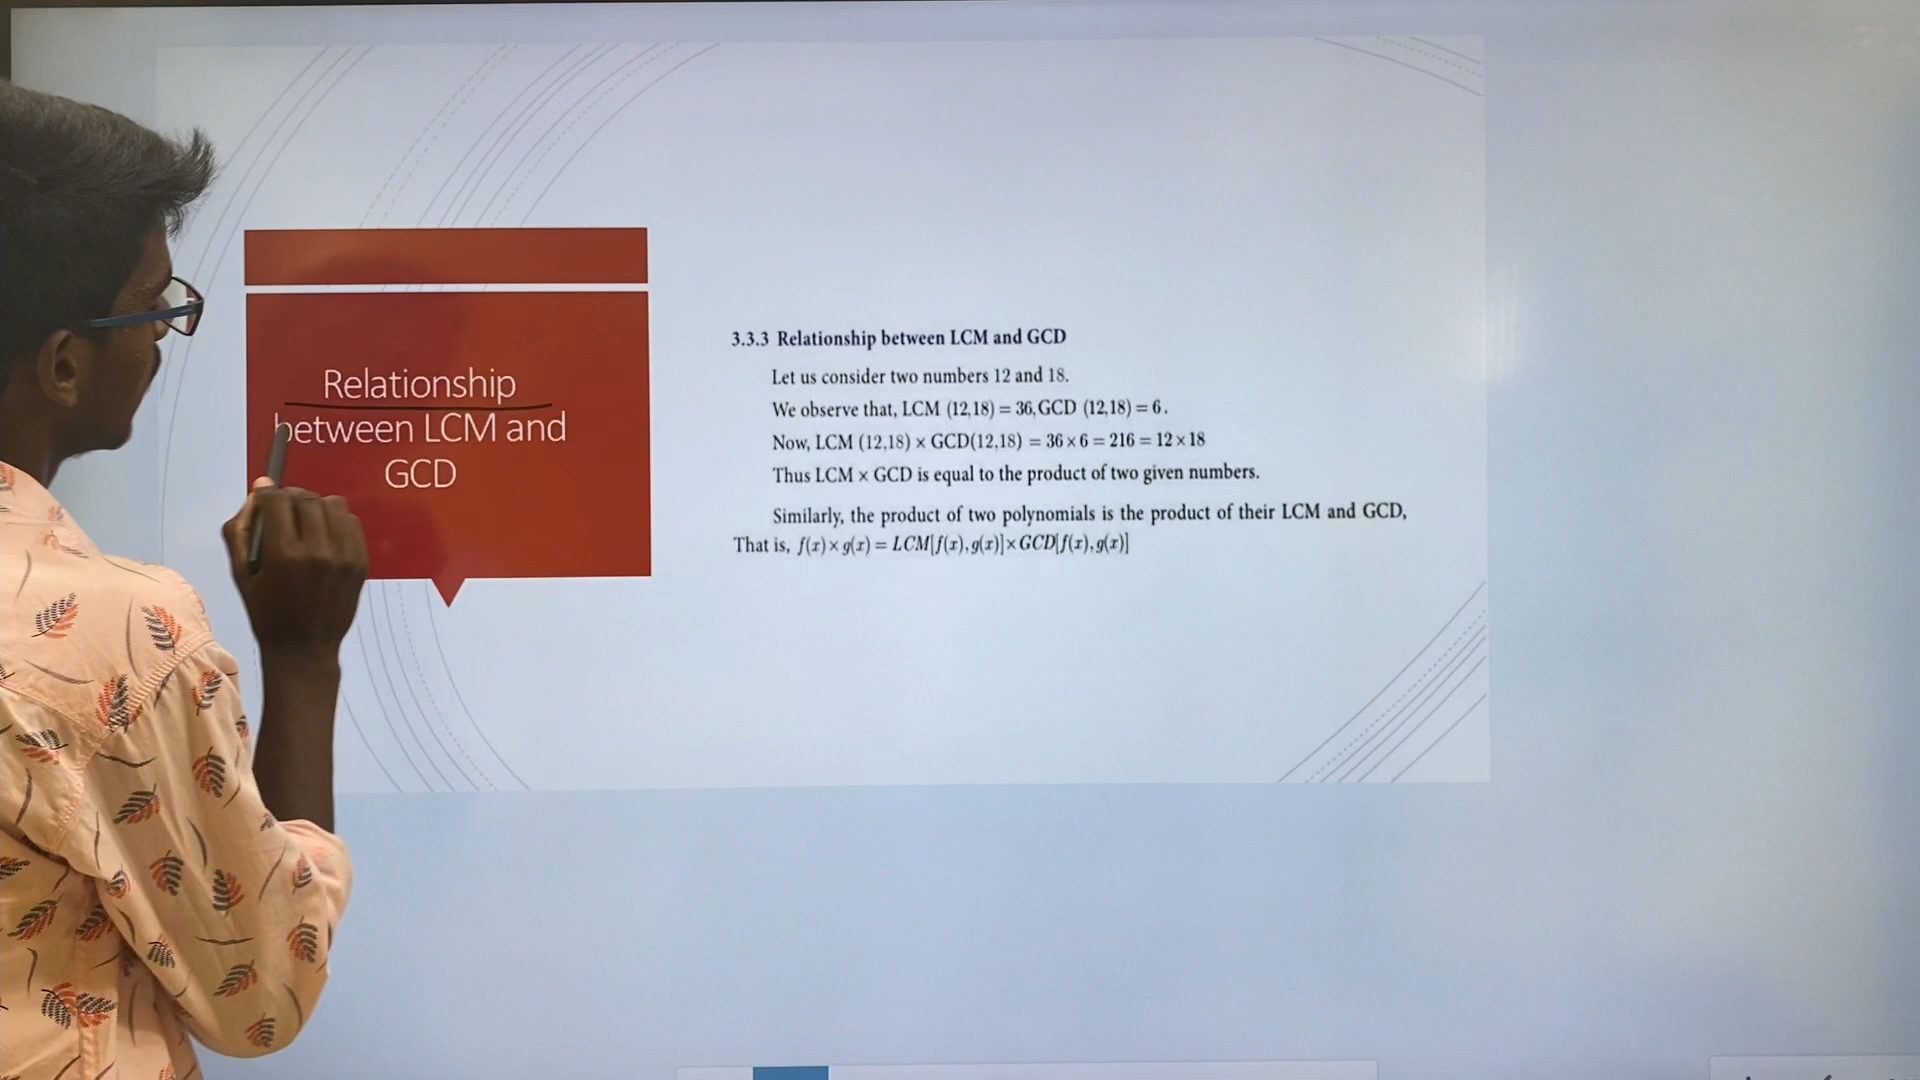 Relationship
between LCM and
GCD
3.3.3 Relationship between LCM and GCD
Let us consider two numbers 12 and 18.
We observe that, LCM (12,18) = 36, GCD (12,18) = 6.
Now, LCM (12,18) × GCD(12,18) = 36 × 6 = 216 = 12 × 18
Thus LCM × GCD is equal to the product of two given numbers.
Similarly, the product of two polynomials is the product of their LCM and GCD,
That is, f(x) × g(x) = LCM[f(x), g(x)] × GCD[f(x), g(x)]